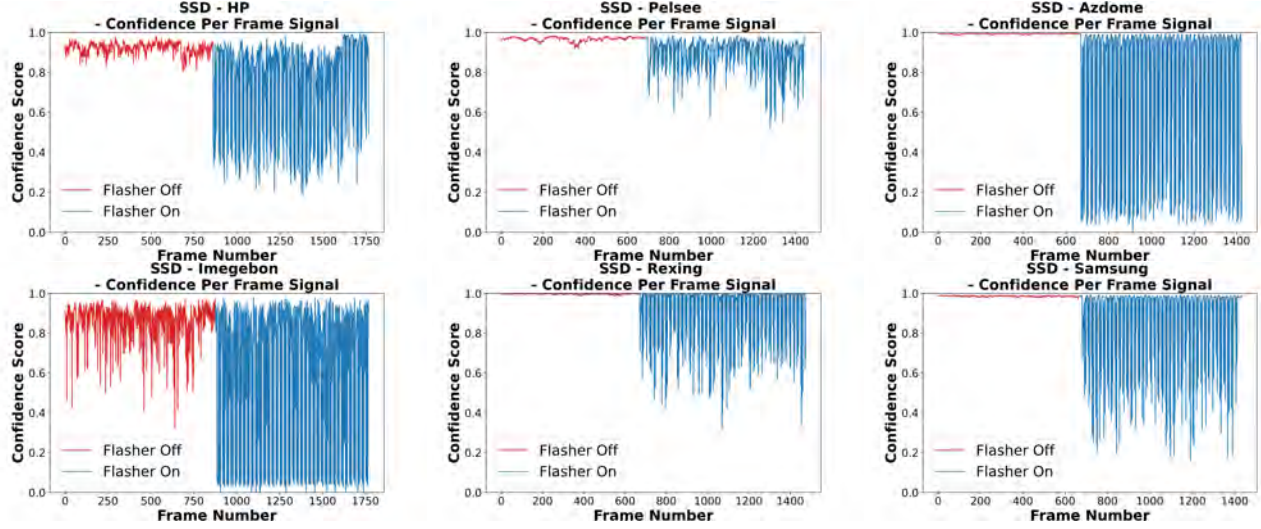 SSD - HP
- Confidence Per Frame Signal
1.0
0.8
0.6
0.4
0.2
0.0
Confidence Score
Flasher Off
Flasher On
0 250 500 750 1000 1250 1500 1750
Frame Number
SSD - Pelsee
- Confidence Per Frame Signal
1.0
0.8
0.6
0.4
0.2
0.0
Confidence Score
Flasher Off
Flasher On
0 200 400 600 800 1000 1200 1400
Frame Number
SSD - Azdome
- Confidence Per Frame Signal
1.0
0.8
0.6
0.4
0.2
0.0
Confidence Score
Flasher Off
Flasher On
0 200 400 600 800 1000 1200 1400
Frame Number
SSD - Imegebon
- Confidence Per Frame Signal
1.0
0.8
0.6
0.4
0.2
0.0
Confidence Score
Flasher Off
Flasher On
0 250 500 750 1000 1250 1500 1750
Frame Number
SSD - Rexing
- Confidence Per Frame Signal
1.0
0.8
0.6
0.4
0.2
0.0
Confidence Score
Flasher Off
Flasher On
0 200 400 600 800 1000 1200 1400
Frame Number
SSD - Samsung
- Confidence Per Frame Signal
1.0
0.8
0.6
0.4
0.2
0.0
Confidence Score
Flasher Off
Flasher On
0 200 400 600 800 1000 1200 1400
Frame Number